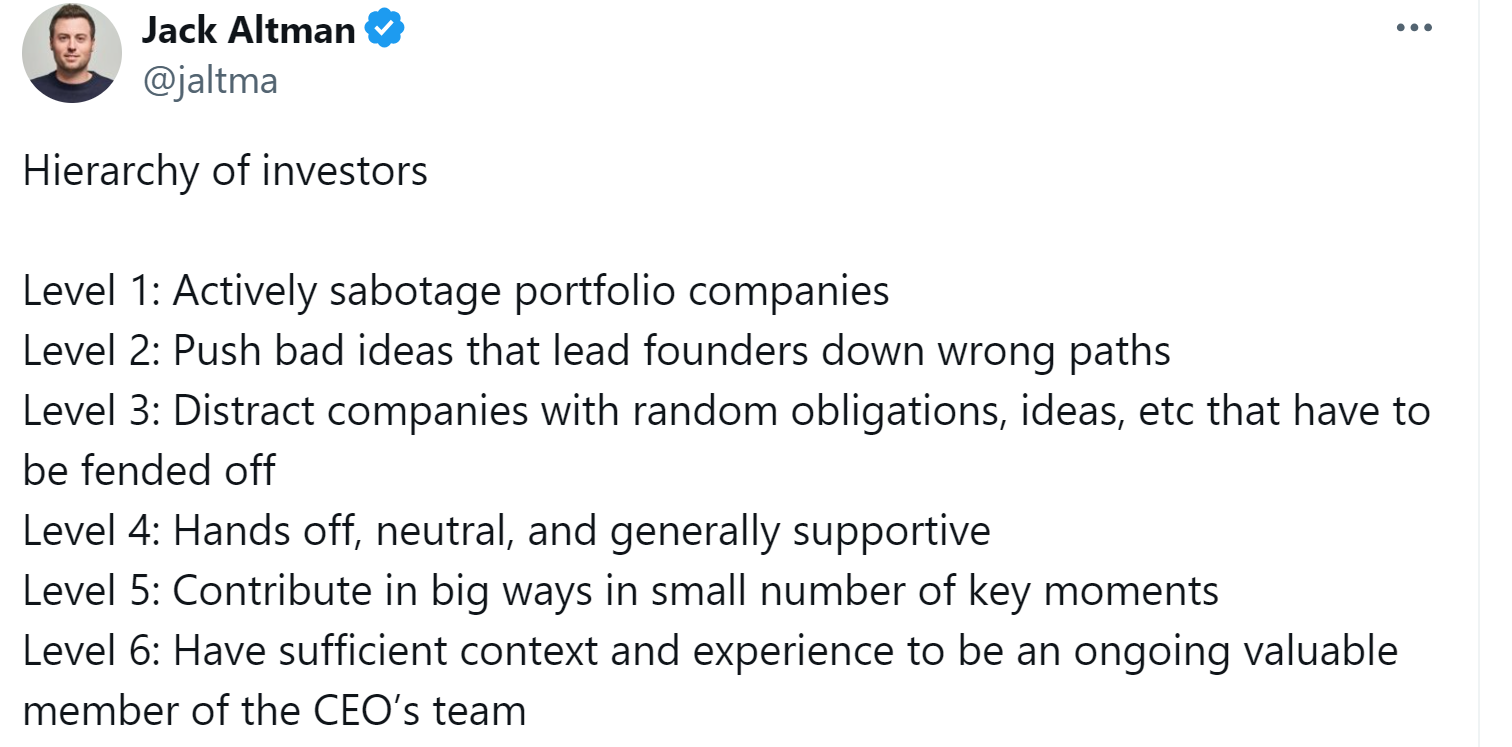 Jack Altman
@jaltma
Hierarchy of investors
Level 1: Actively sabotage portfolio companies
Level 2: Push bad ideas that lead founders down wrong paths
Level 3: Distract companies with random obligations, ideas, etc that have to
be fended off
Level 4: Hands off, neutral, and generally supportive
Level 5: Contribute in big ways in small number of key moments
Level 6: Have sufficient context and experience to be an ongoing valuable
member of the CEO’s team